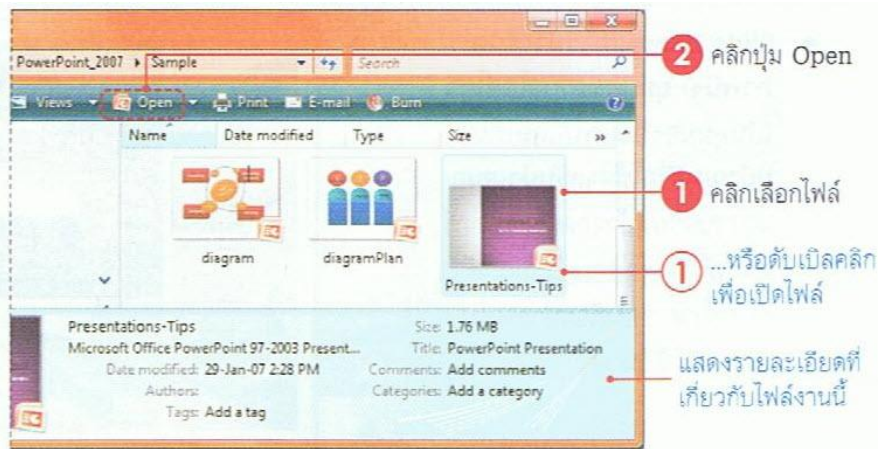 PowerPoint_2007 ▸ Sample
Search
2 คลิกปุ่ม Open
Views Open Print E-mail Burn
Name Date modified Type Size »
1 คลิกเลือกไฟล์
diagram
diagramPlan
Presentations-Tips
1 ...หรือดับเบิลคลิก
เพื่อเปิดไฟล์
Presentations-Tips
Microsoft Office PowerPoint 97-2003 Present...
Date modified: 29-Jan-07 2:28 PM
Authors:
Tags: Add a tag
Size: 1.76 MB
Title: PowerPoint Presentation
Comments: Add comments
Categories: Add a category
แสดงรายละเอียดที่
เกี่ยวกับไฟล์งานนี้